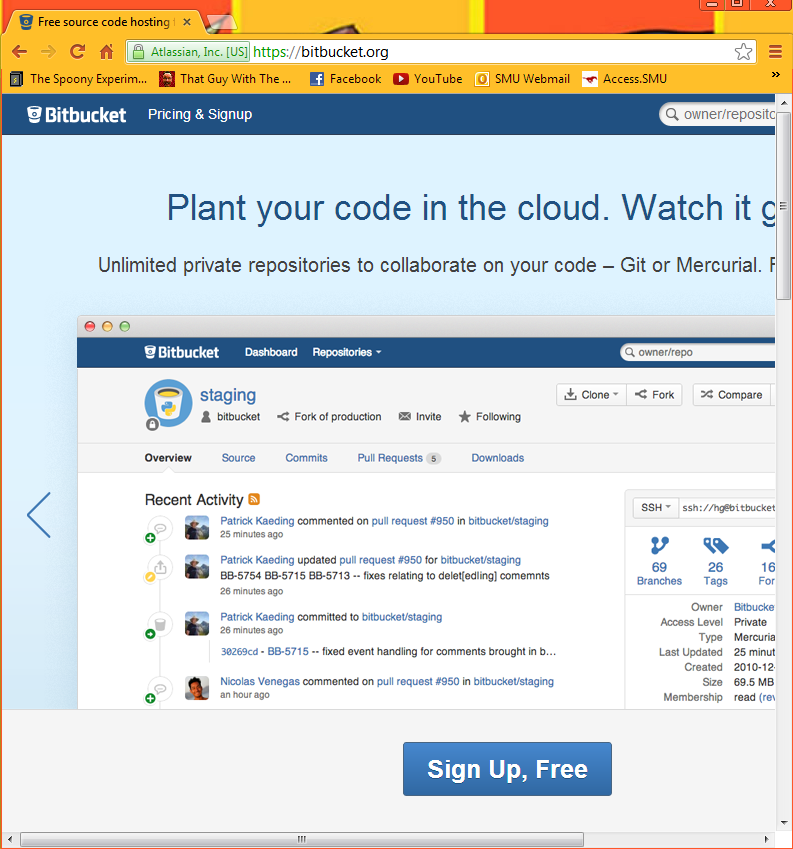 Free source code hosting
Atlassian, Inc. [US] https://bitbucket.org
The Spoony Experim... That Guy With The ... Facebook YouTube SMU Webmail Access.SMU »
Bitbucket Pricing & Signup owner/reposito
Plant your code in the cloud. Watch it g
Unlimited private repositories to collaborate on your code – Git or Mercurial. F
Bitbucket Dashboard Repositories owner/repo
staging
bitbucket Fork of production Invite Following
Clone Fork Compare
Overview Source Commits Pull Requests 5 Downloads
Recent Activity
Patrick Kaeding commented on pull request #950 in bitbucket/staging
25 minutes ago
Patrick Kaeding updated pull request #950 for bitbucket/staging
BB-5754 BB-5715 BB-5713 -- fixes relating to delet[edling] comemnts
26 minutes ago
Patrick Kaeding committed to bitbucket/staging
26 minutes ago
30269cd - BB-5715 -- fixed event handling for comments brought in b...
Nicolas Venegas commented on pull request #950 in bitbucket/staging
an hour ago
SSH ssh://hg@bitbucket
69 26 16
Branches Tags For
Owner Bitbucke
Access Level Private
Type Mercuria
Last Updated 25 minut
Created 2010-12-
Size 69.5 MB
Membership read (rev
Sign Up, Free